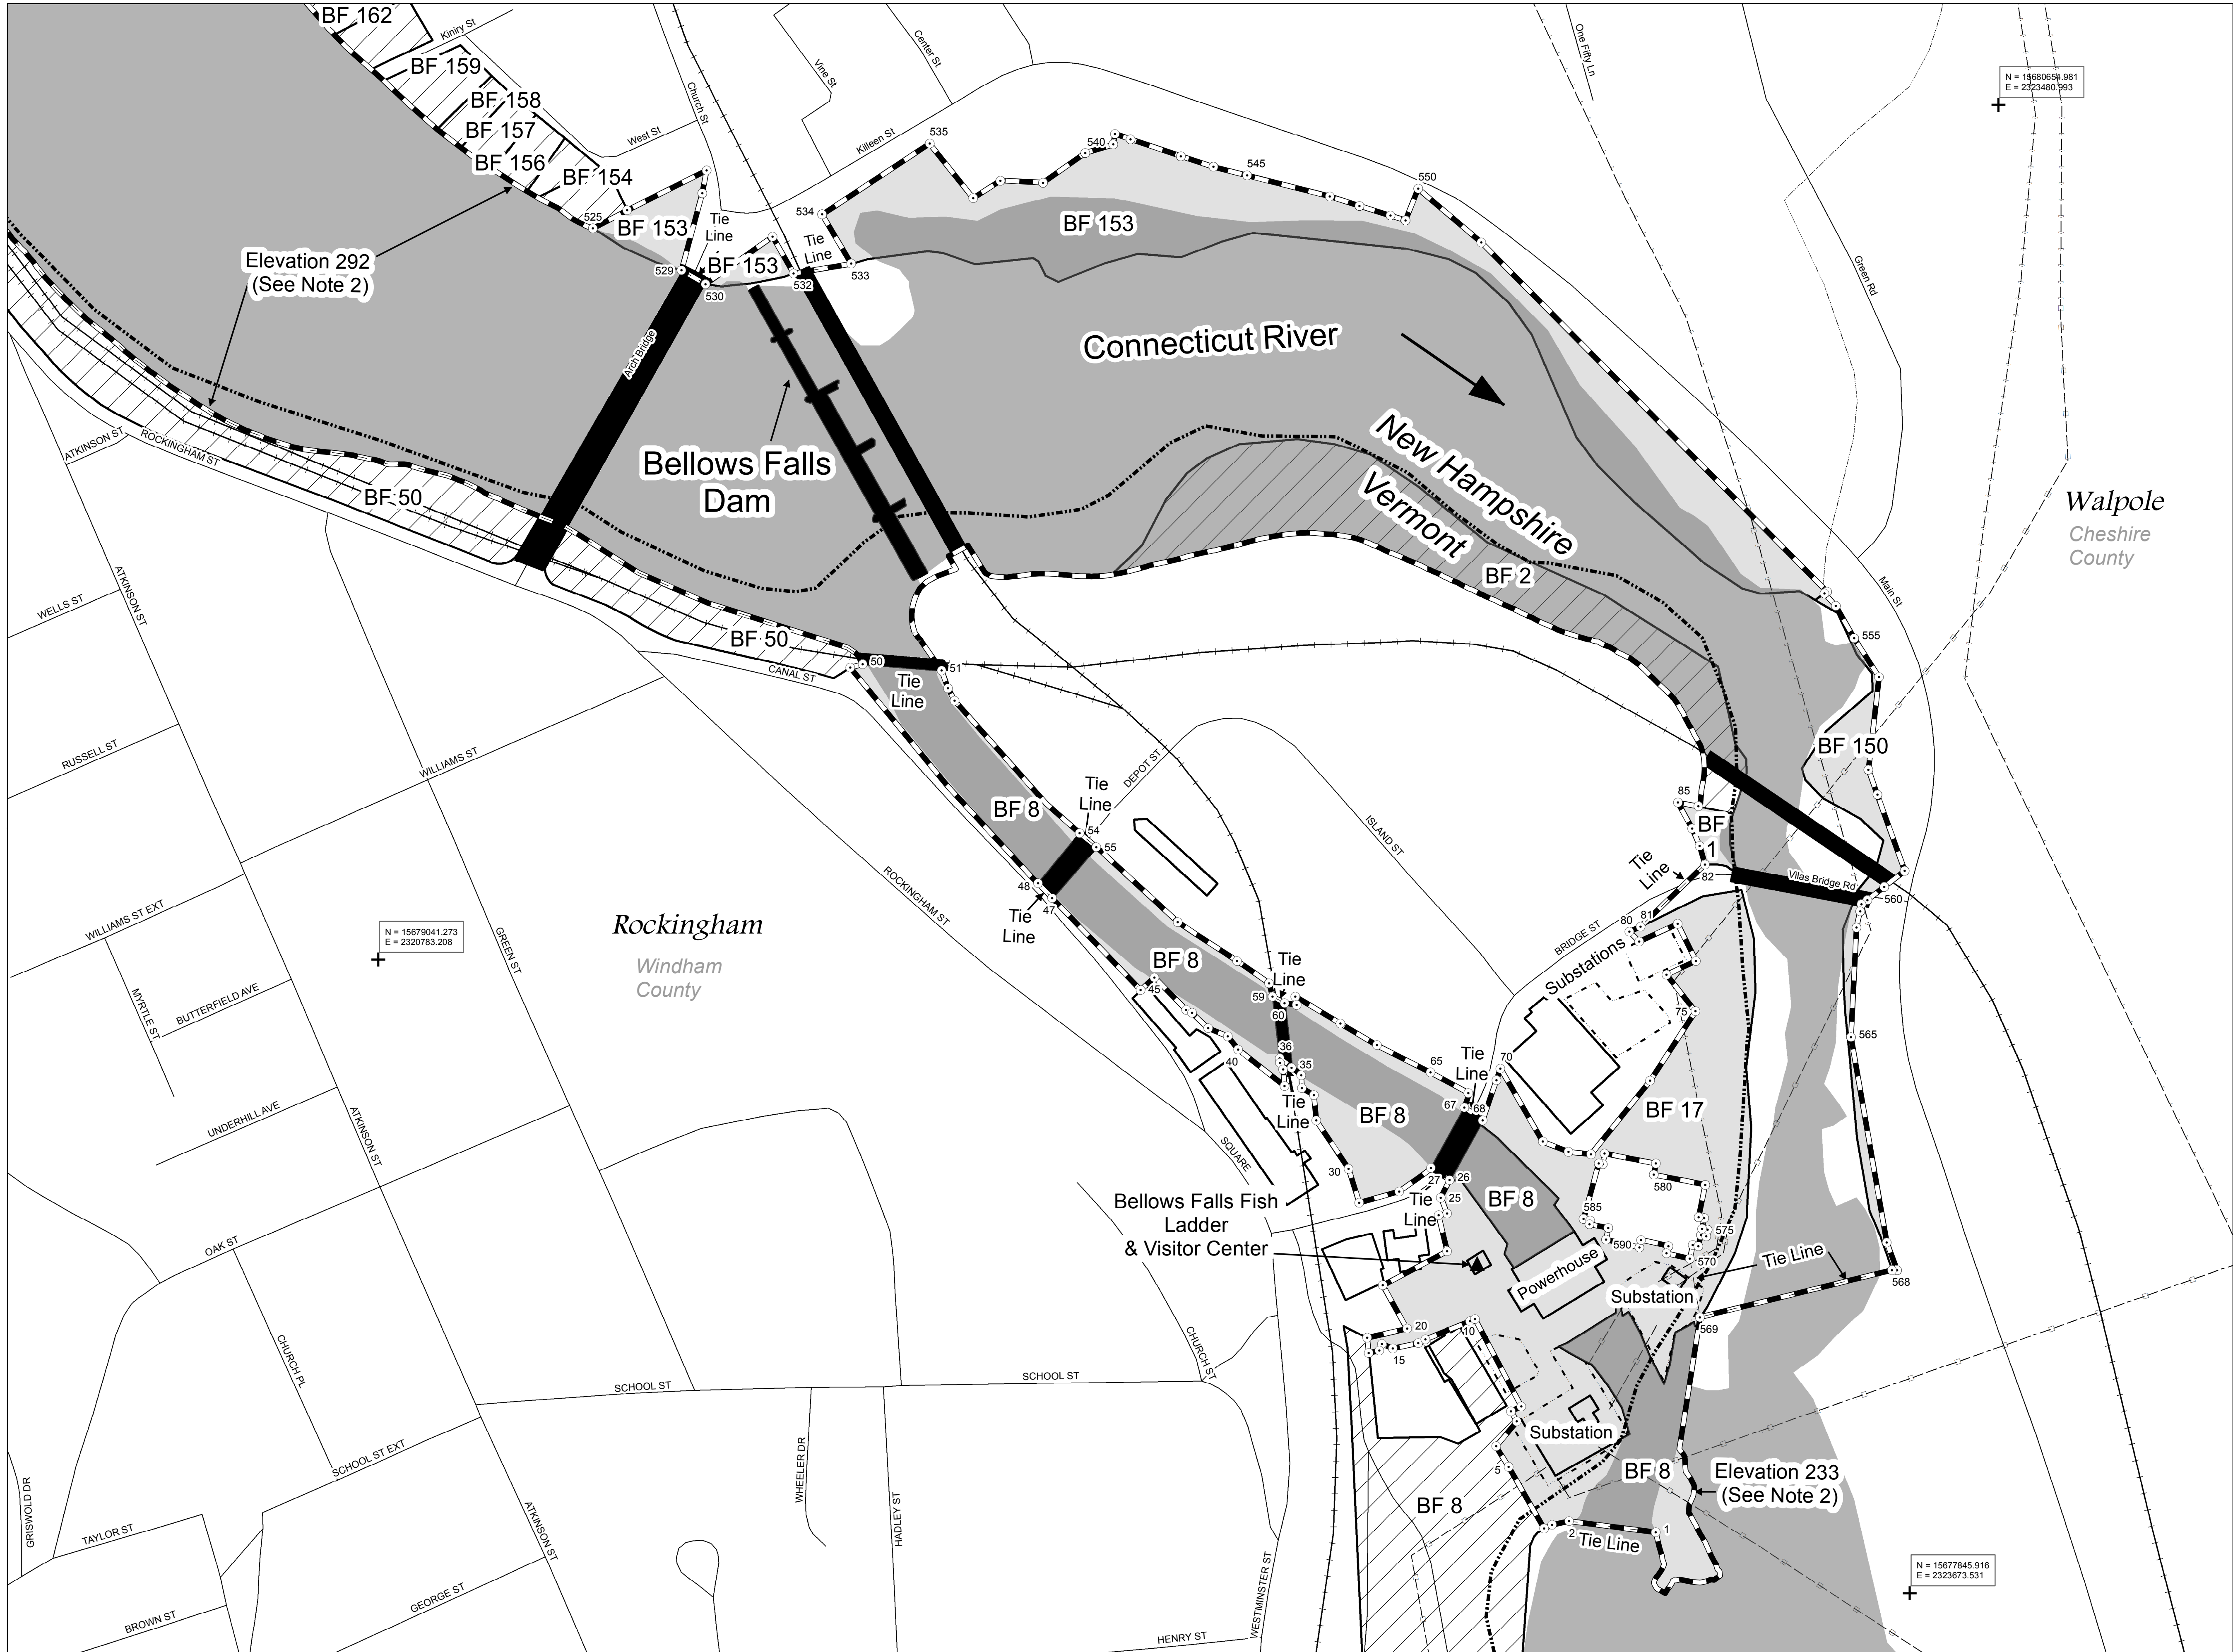 BF 162
Kiniry St
BF 159
BF 158
BF 157
BF 156
BF 154
West St
Church St
Vine St
Center St
Killeen St
One Fifty Ln
Green Rd
N = 15680654.981
E = 2323480.993
525
BF 153
Tie
Line
529
BF 153
530
Tie
Line
532
533
534
535
540
545
550
BF 153
Elevation 292
(See Note 2)
Arch Bridge
Connecticut River
Bellows Falls
Dam
New Hampshire
Vermont
BF 2
Walpole
Cheshire
County
Main St
555
ATKINSON ST
ROCKINGHAM ST
BF 50
ATKINSON ST
WELLS ST
BF 50
50
51
Tie
Line
CANAL ST
RUSSELL ST
WILLIAMS ST
BF 150
BF 8
Tie
Line
DEPOT ST
54
55
ISLAND ST
48
47
Tie
Line
85
BF
1
Tie
Line
82
Vilas Bridge Rd
560
ROCKINGHAM ST
WILLIAMS ST EXT
N = 15679041.273
E = 2320783.208
Rockingham
Windham
County
GREEN ST
MYRTLE ST
BUTTERFIELD AVE
BF 8
45
Tie
Line
59
60
80
81
BRIDGE ST
Substations
75
565
36
35
40
Tie
Line
65
Tie
Line
67
68
70
BF 8
BF 17
UNDERHILL AVE
ATKINSON ST
SQUARE
30
27
26
25
Tie
Line
BF 8
580
585
590
575
570
Tie Line
568
Bellows Falls Fish
Ladder
& Visitor Center
Powerhouse
Substation
569
OAK ST
CHURCH PL
CHURCH ST
20
15
10
SCHOOL ST
SCHOOL ST
SCHOOL ST EXT
WHEELER DR
HADLEY ST
Substation
5
BF 8
BF 8
Elevation 233
(See Note 2)
GRISWOLD DR
TAYLOR ST
ATKINSON ST
2
Tie Line
1
N = 15677845.916
E = 2323673.531
GEORGE ST
BROWN ST
WESTMINSTER ST
HENRY ST